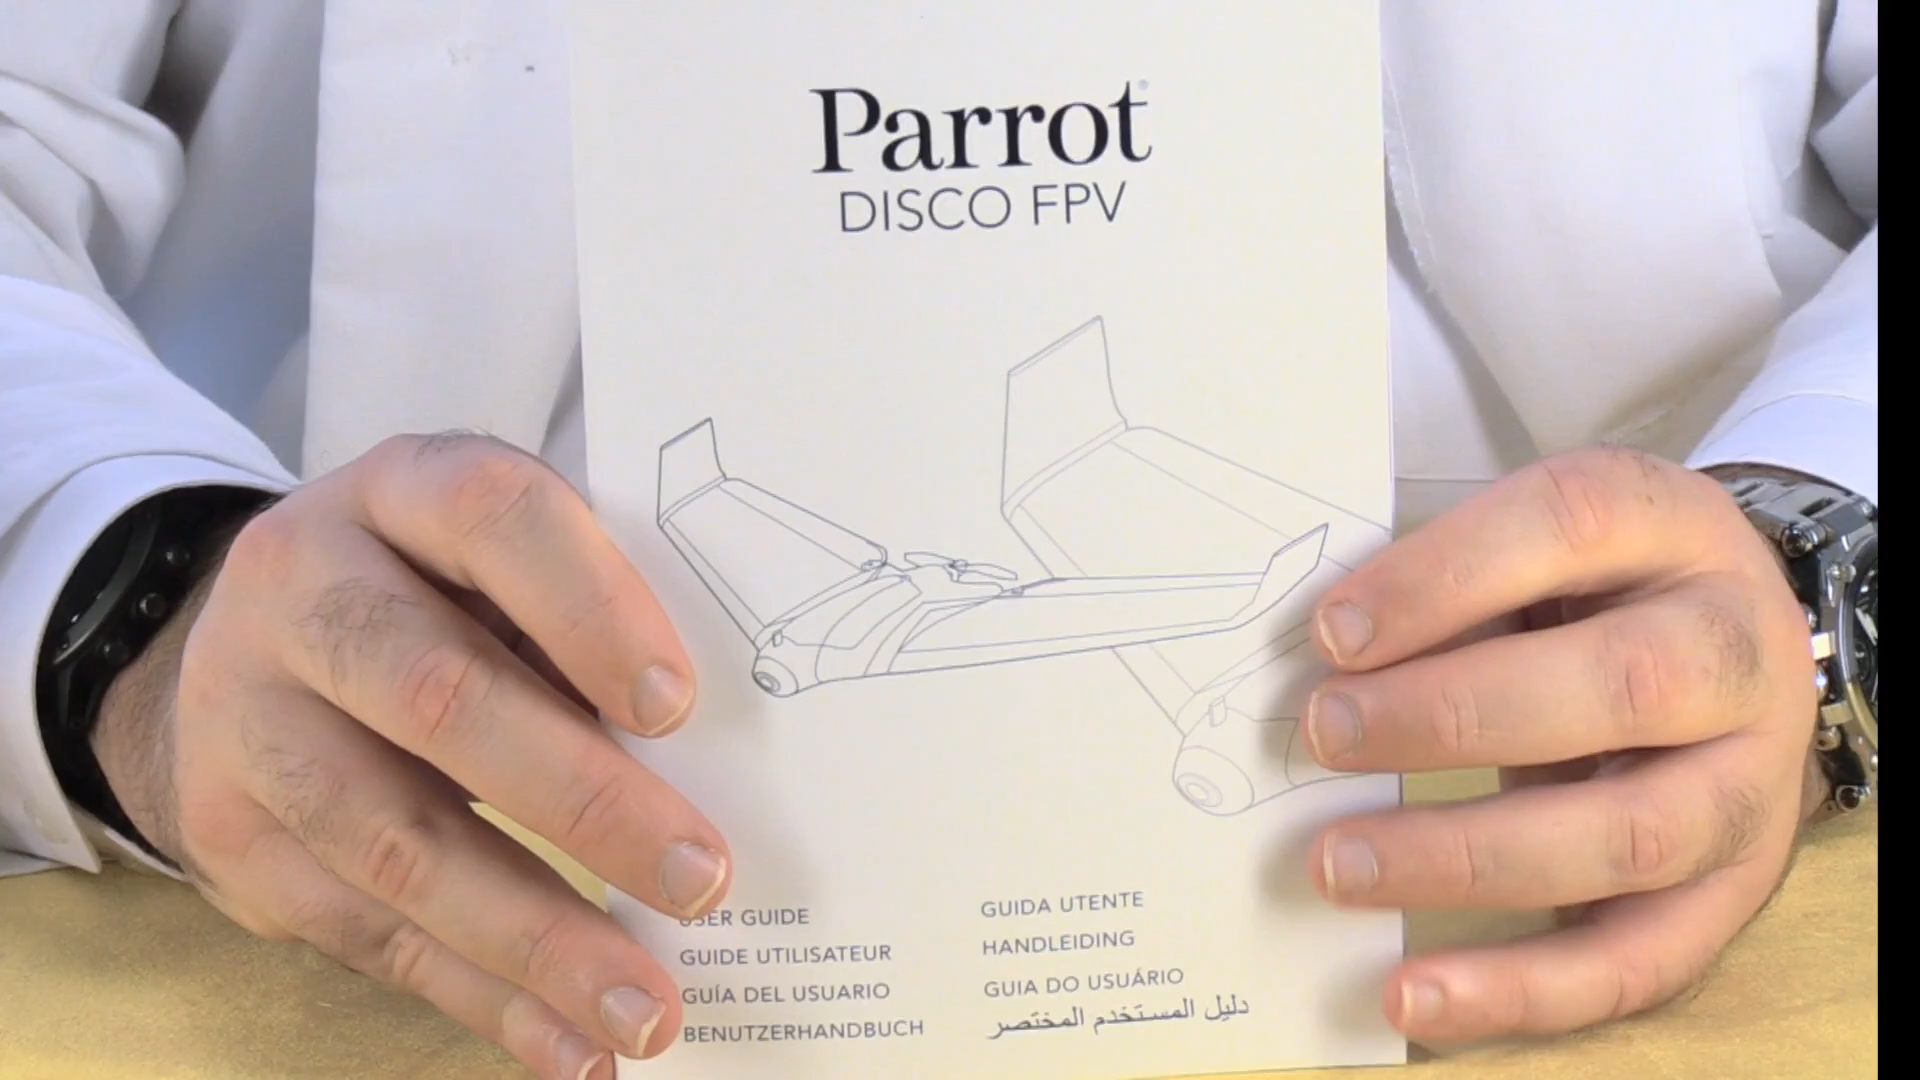 Parrot
DISCO FPV
USER GUIDE
GUIDE UTILISATEUR
GUÍA DEL USUARIO
BENUTZERHANDBUCH
GUIDA UTENTE
HANDLEIDING
GUIA DO USUÁRIO
دليل المستخدم المختصر